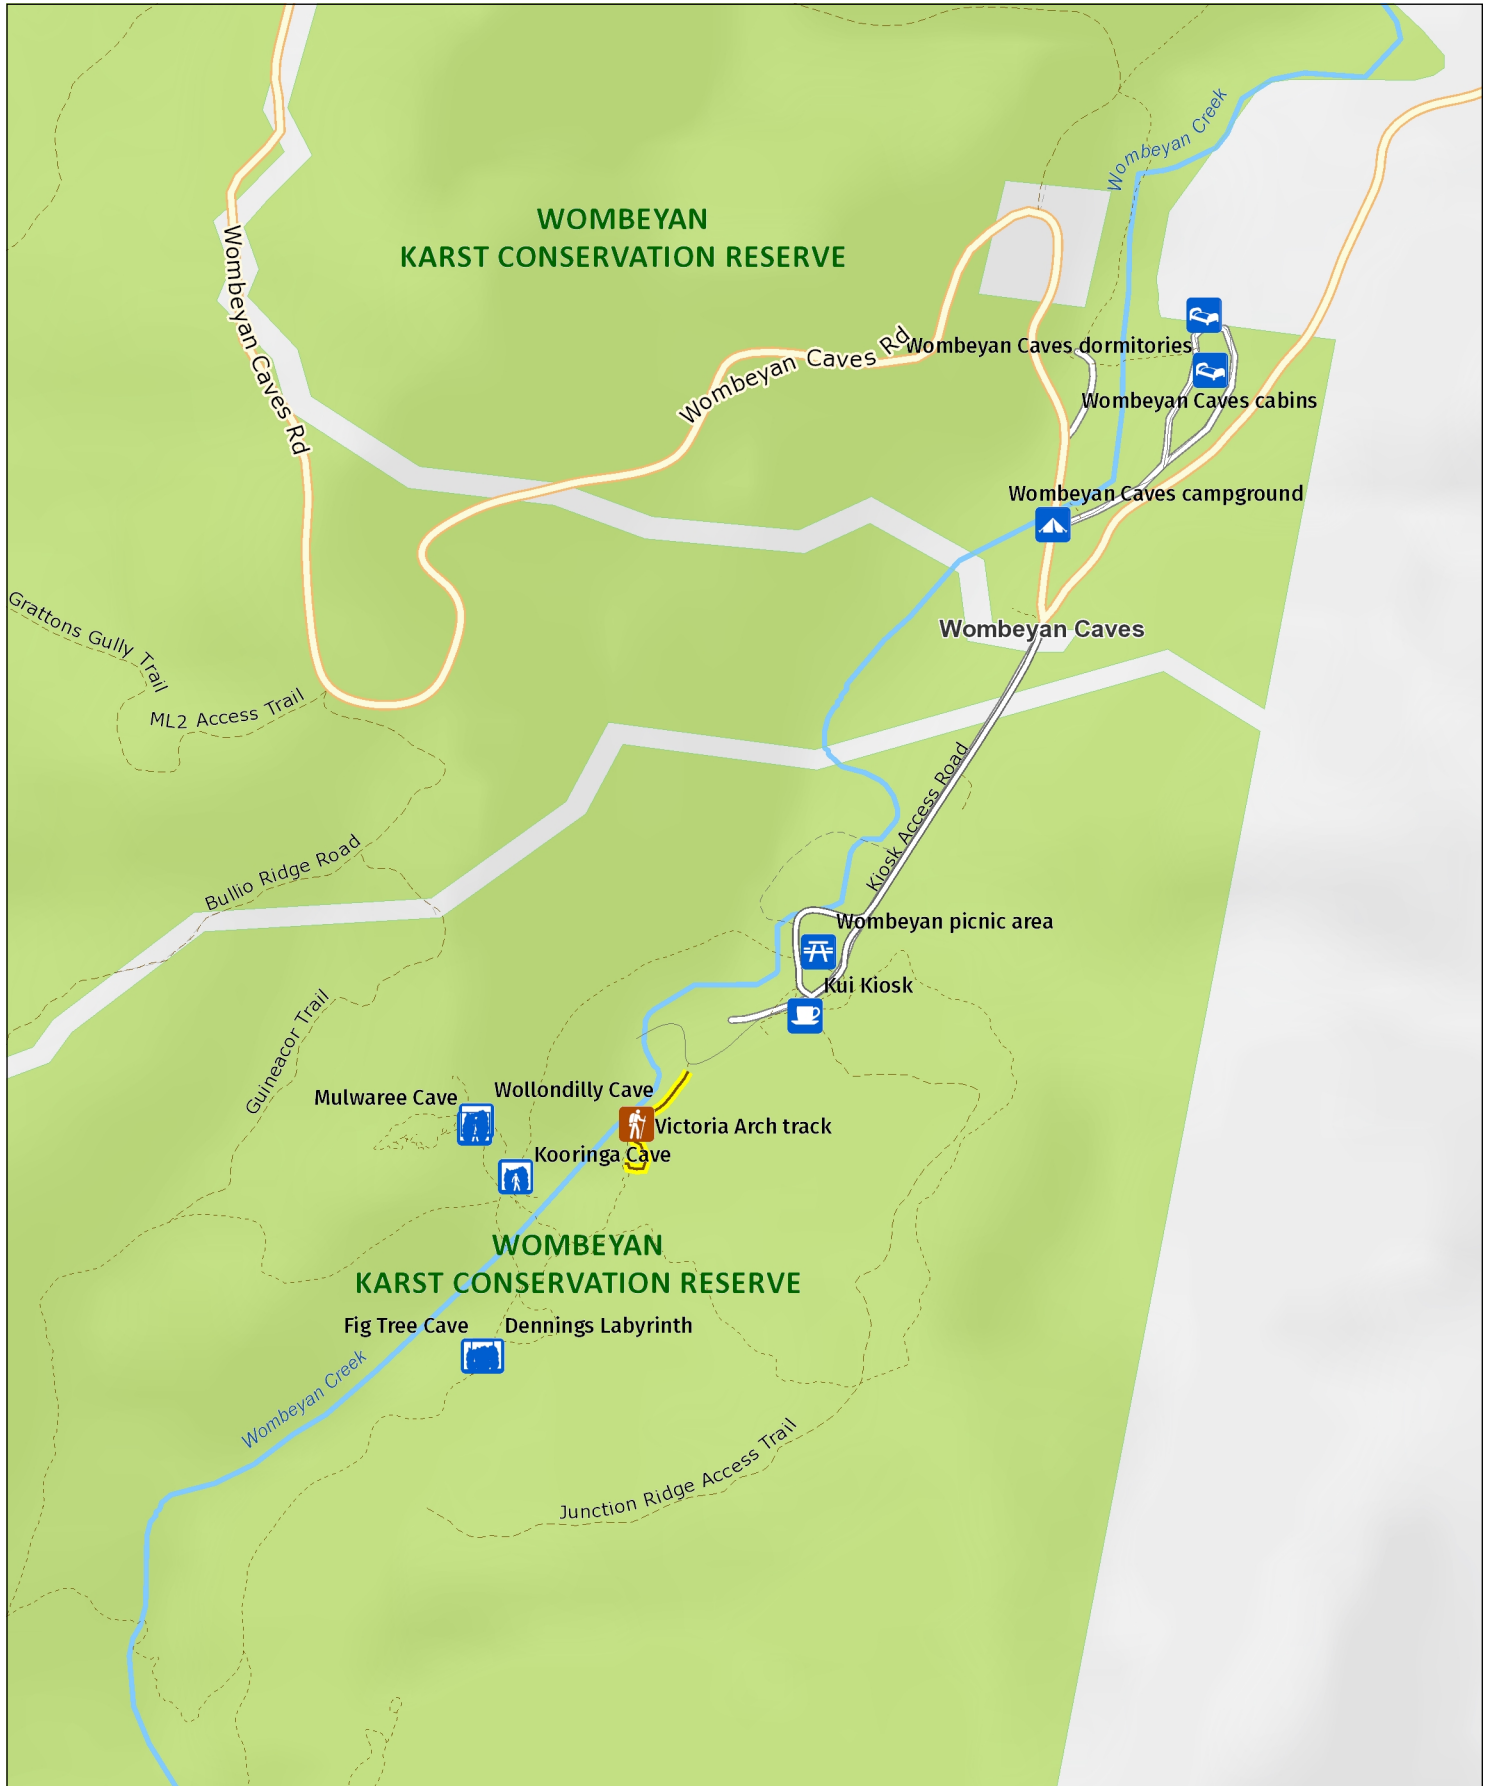 Wombeyan Creek
WOMBEYAN
KARST CONSERVATION RESERVE
Wombeyan Caves Rd
Wombeyan Caves Rd
Wombeyan Caves dormitories
Wombeyan Caves cabins
Wombeyan Caves campground
Grattons Gully Trail
Wombeyan Caves
ML2 Access Trail
Kiosk Access Road
Bullio Ridge Road
Wombeyan picnic area
Kui Kiosk
Guineacor Trail
Mulwaree Cave
Wollondilly Cave
Victoria Arch track
Kooringa Cave
WOMBEYAN
KARST CONSERVATION RESERVE
Fig Tree Cave
Dennings Labyrinth
Wombeyan Creek
Junction Ridge Access Trail